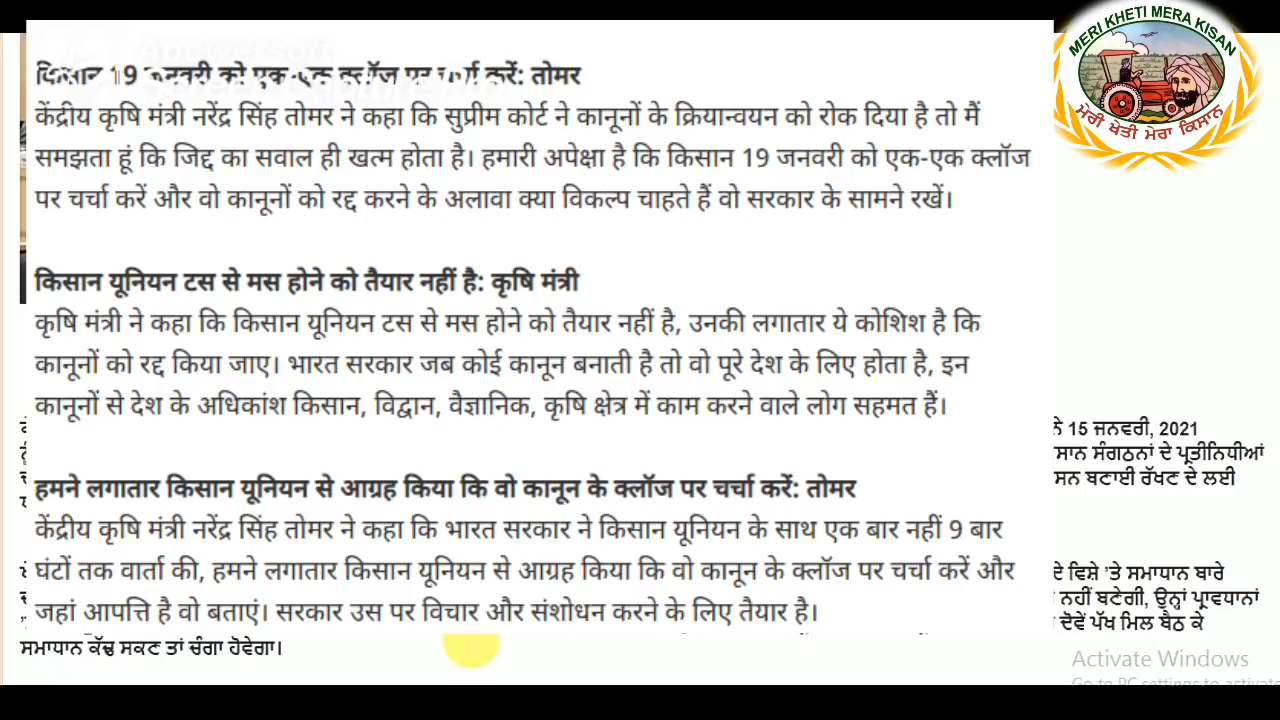 MERI KHETI MERA KISAN
ਮੇਰੀ ਖੇਤੀ ਮੇਰਾ ਕਿਸਾਨ
किसान 19 जनवरी को एक-एक क्लॉज पर चर्चा करें: तोमर
केंद्रीय कृषि मंत्री नरेंद्र सिंह तोमर ने कहा कि सुप्रीम कोर्ट ने कानूनों के क्रियान्वयन को रोक दिया है तो मैं
समझता हूं कि जिद्द का सवाल ही खत्म होता है। हमारी अपेक्षा है कि किसान 19 जनवरी को एक-एक क्लॉज
पर चर्चा करें और वो कानूनों को रद्द करने के अलावा क्या विकल्प चाहते हैं वो सरकार के सामने रखें।
किसान यूनियन टस से मस होने को तैयार नहीं है: कृषि मंत्री
कृषि मंत्री ने कहा कि किसान यूनियन टस से मस होने को तैयार नहीं है, उनकी लगातार ये कोशिश है कि
कानूनों को रद्द किया जाए। भारत सरकार जब कोई कानून बनाती है तो वो पूरे देश के लिए होता है, इन
कानूनों से देश के अधिकांश किसान, विद्वान, वैज्ञानिक, कृषि क्षेत्र में काम करने वाले लोग सहमत हैं।
हमने लगातार किसान यूनियन से आग्रह किया कि वो कानून के क्लॉज पर चर्चा करें: तोमर
केंद्रीय कृषि मंत्री नरेंद्र सिंह तोमर ने कहा कि भारत सरकार ने किसान यूनियन के साथ एक बार नहीं 9 बार
घंटों तक वार्ता की, हमने लगातार किसान यूनियन से आग्रह किया कि वो कानून के क्लॉज पर चर्चा करें और
जहां आपत्ति है वो बताएं। सरकार उस पर विचार और संशोधन करने के लिए तैयार है।
ਨੇ 15 ਜਨਵਰੀ, 2021
ਸਾਨ ਸੰਗਠਨਾਂ ਦੇ ਪ੍ਰਤੀਨਿਧੀਆਂ
ਸਨ ਬਣਾਈ ਰੱਖਣ ਦੇ ਲਈ
ਦੇ ਵਿਸ਼ੇ 'ਤੇ ਸਮਾਧਾਨ ਬਾਰੇ
ਨਹੀਂ ਬਣੇਗੀ, ਉਨ੍ਹਾਂ ਪ੍ਰਾਵਧਾਨਾਂ
ਦੋਵੇਂ ਪੱਖ ਮਿਲ ਬੈਠ ਕੇ
ਸਮਾਧਾਨ ਕੱਢ ਸਕਣ ਤਾਂ ਚੰਗਾ ਹੋਵੇਗਾ।
Activate Windows